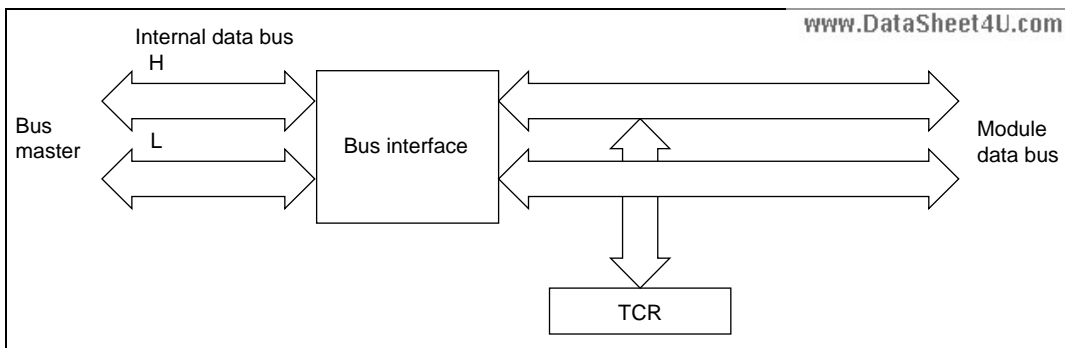 www.DataSheet4U.com
Internal data bus
H
Bus
master
L
Bus interface
Module
data bus
TCR